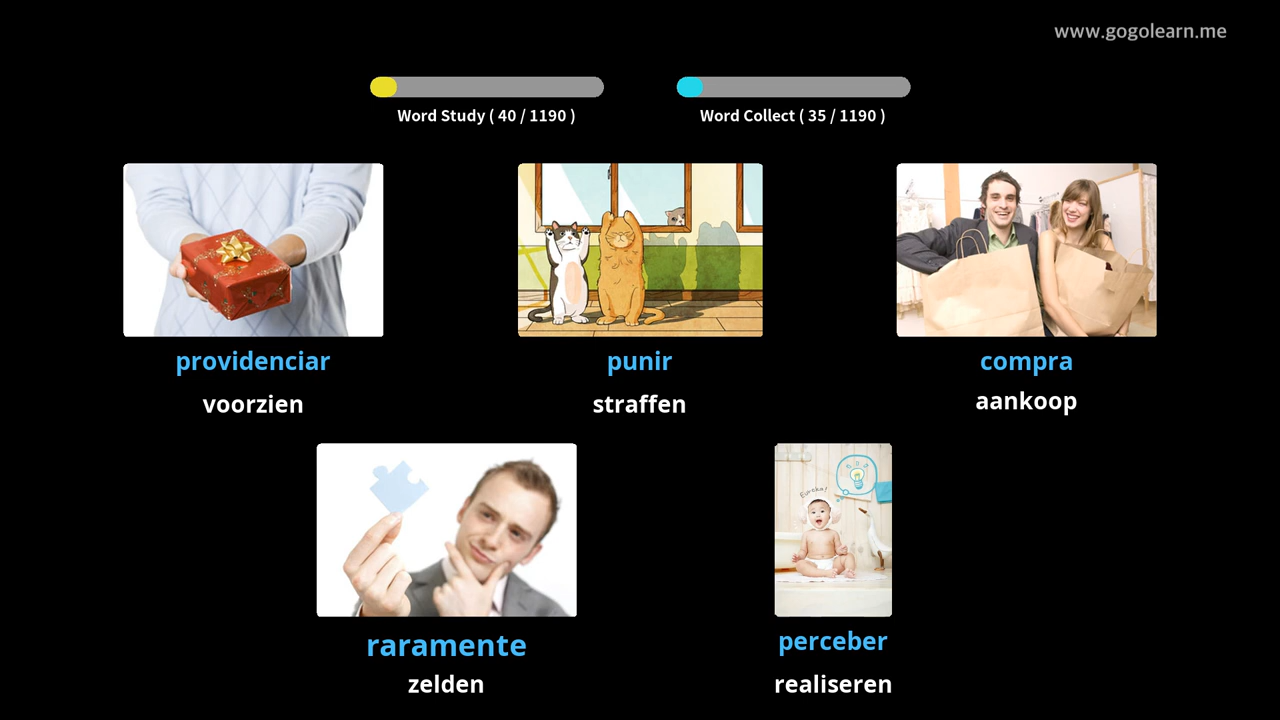 www.gogolearn.me
Word Study ( 40 / 1190 )
Word Collect ( 35 / 1190 )
providenciar
voorzien
punir
straffen
compra
aankoop
Eureka!
raramente
zelden
perceber
realiseren